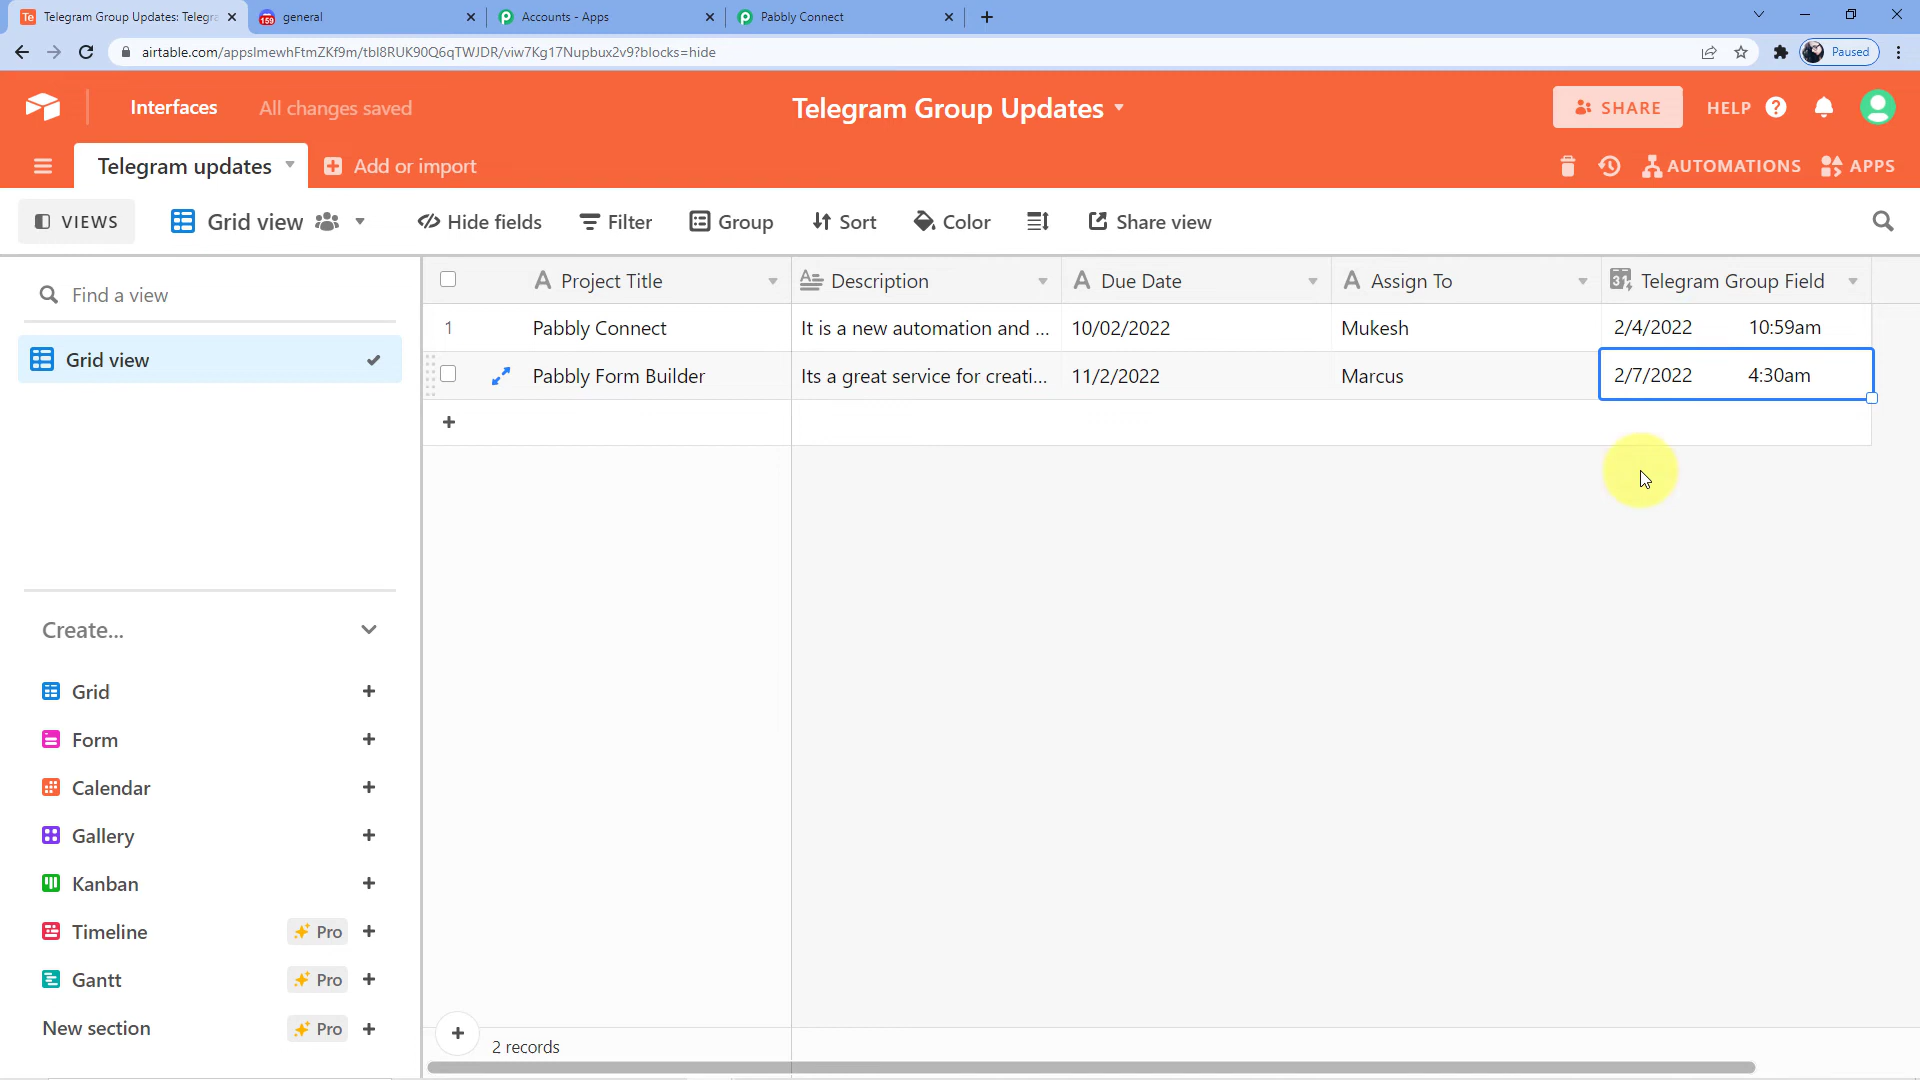 Telegram Group Updates: Telegra
159 general
Accounts - Apps
Pabbly Connect
airtable.com/appslmewhFtmZKf9m/tbl8RUK90Q6qTWJDR/viw7Kg17Nupbux2v9?blocks=hide
Paused
Interfaces
All changes saved
Telegram Group Updates
SHARE
HELP
Telegram updates
Add or import
AUTOMATIONS
APPS
VIEWS
Grid view
Hide fields
Filter
Group
Sort
Color
Share view
Find a view
Grid view
Project Title Description Due Date Assign To Telegram Group Field
1 Pabbly Connect It is a new automation and ... 10/02/2022 Mukesh 2/4/2022 10:59am
Pabbly Form Builder Its a great service for creati... 11/2/2022 Marcus 2/7/2022 4:30am
Create...
Grid
Form
Calendar
Gallery
Kanban
Timeline Pro
Gantt Pro
New section Pro
2 records